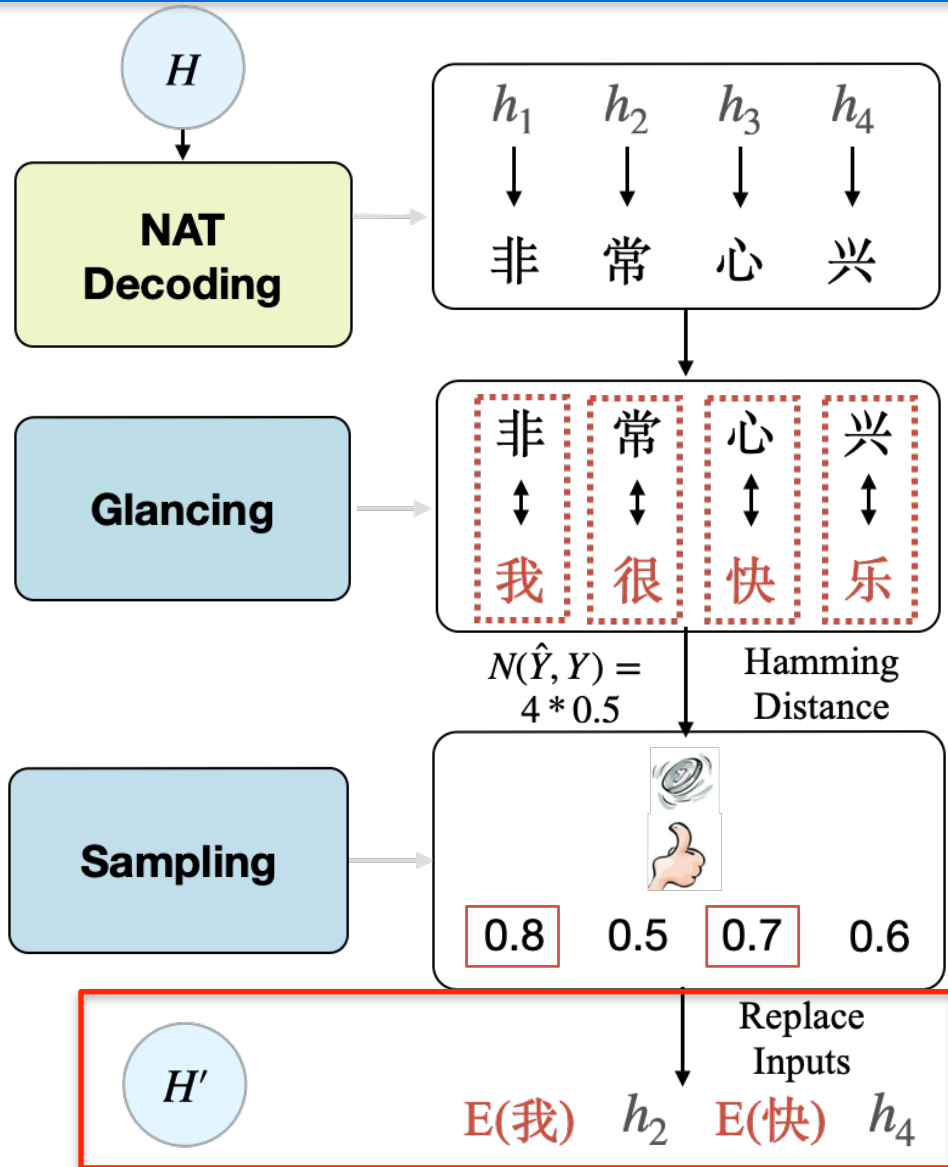 H
h₁ h₂ h₃ h₄
NAT
Decoding
非 常 心 兴
非 常 心 兴
Glancing
我 很 快 乐
N(Ŷ, Y) =
4 * 0.5
Hamming
Distance
Sampling
0.8 0.5 0.7 0.6
Replace
Inputs
H′
E(我) h₂ E(快) h₄